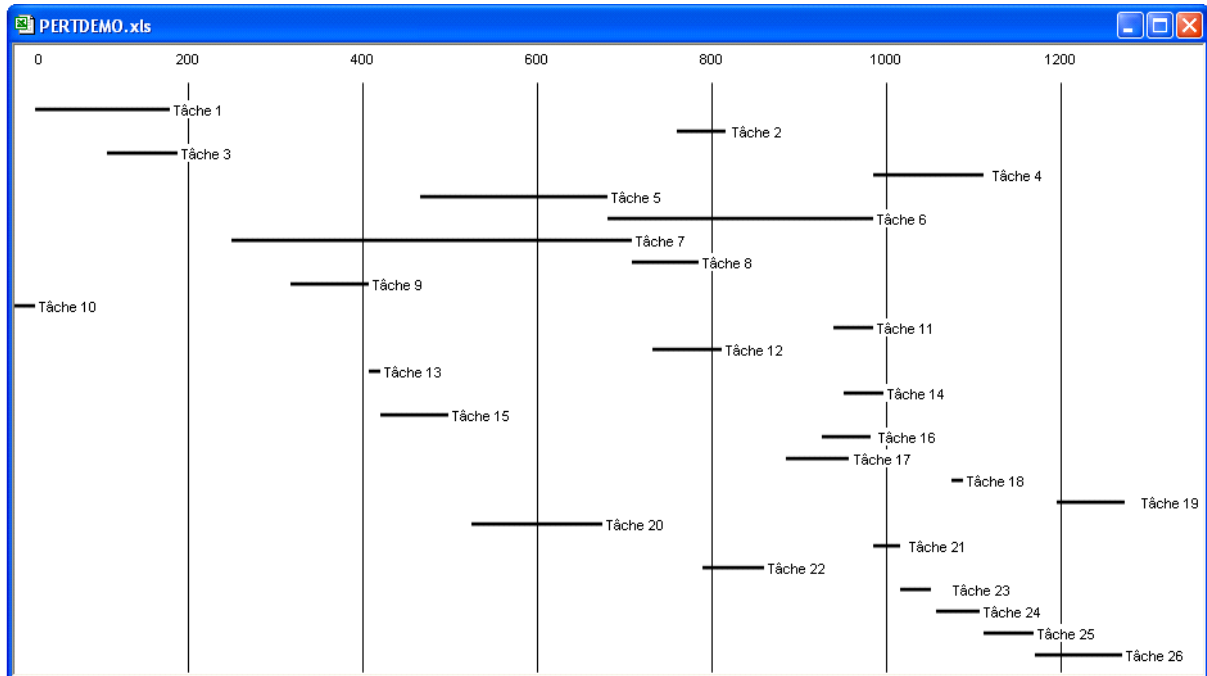 PERTDEMO.xls
0 200 400 600 800 1000 1200
Tâche 1
Tâche 2
Tâche 3
Tâche 4
Tâche 5
Tâche 6
Tâche 7
Tâche 8
Tâche 9
Tâche 10
Tâche 11
Tâche 12
Tâche 13
Tâche 14
Tâche 15
Tâche 16
Tâche 17
Tâche 18
Tâche 19
Tâche 20
Tâche 21
Tâche 22
Tâche 23
Tâche 24
Tâche 25
Tâche 26